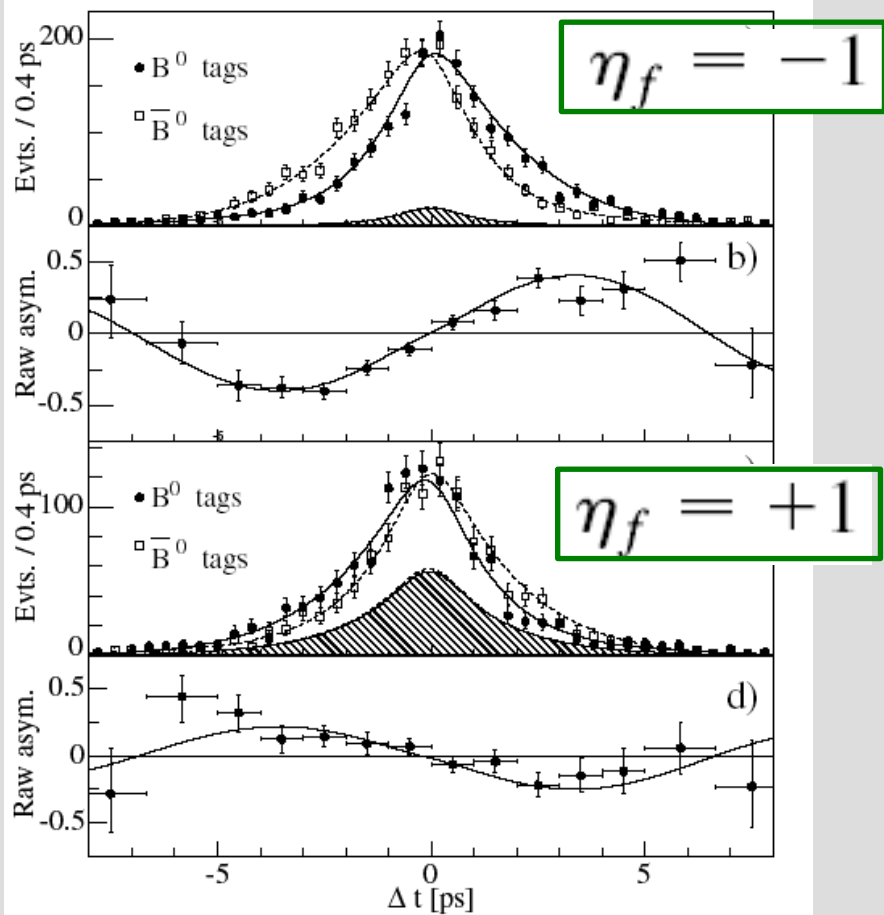 200
B⁰ tags
B̅⁰ tags
Evts. / 0.4 ps
0
η_f = −1
b)
0.5
0
-0.5
Raw asym.
100
B⁰ tags
B̅⁰ tags
Evts. / 0.4 ps
0
η_f = +1
d)
0.5
0
-0.5
Raw asym.
-5 0 5
Δ t [ps]